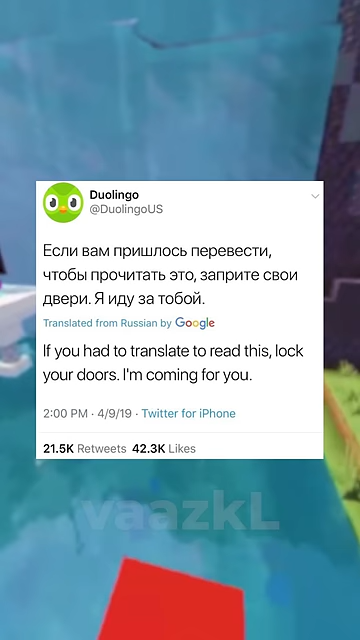 Duolingo
@DuolingoUS
Если вам пришлось перевести,
чтобы прочитать это, заприте свои
двери. Я иду за тобой.
Translated from Russian by Google
If you had to translate to read this, lock
your doors. I'm coming for you.
2:00 PM · 4/9/19 · Twitter for iPhone
21.5K Retweets 42.3K Likes
vaazkL